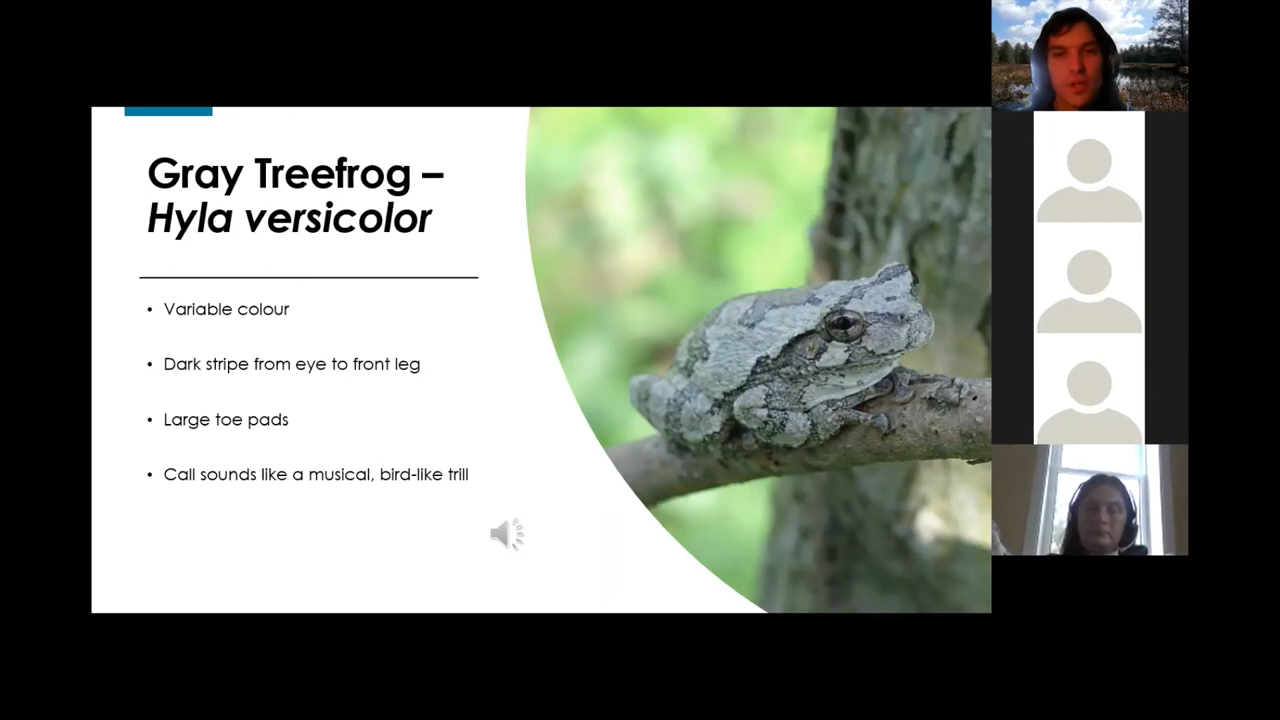 Gray Treefrog –
Hyla versicolor
• Variable colour
• Dark stripe from eye to front leg
• Large toe pads
• Call sounds like a musical, bird-like trill